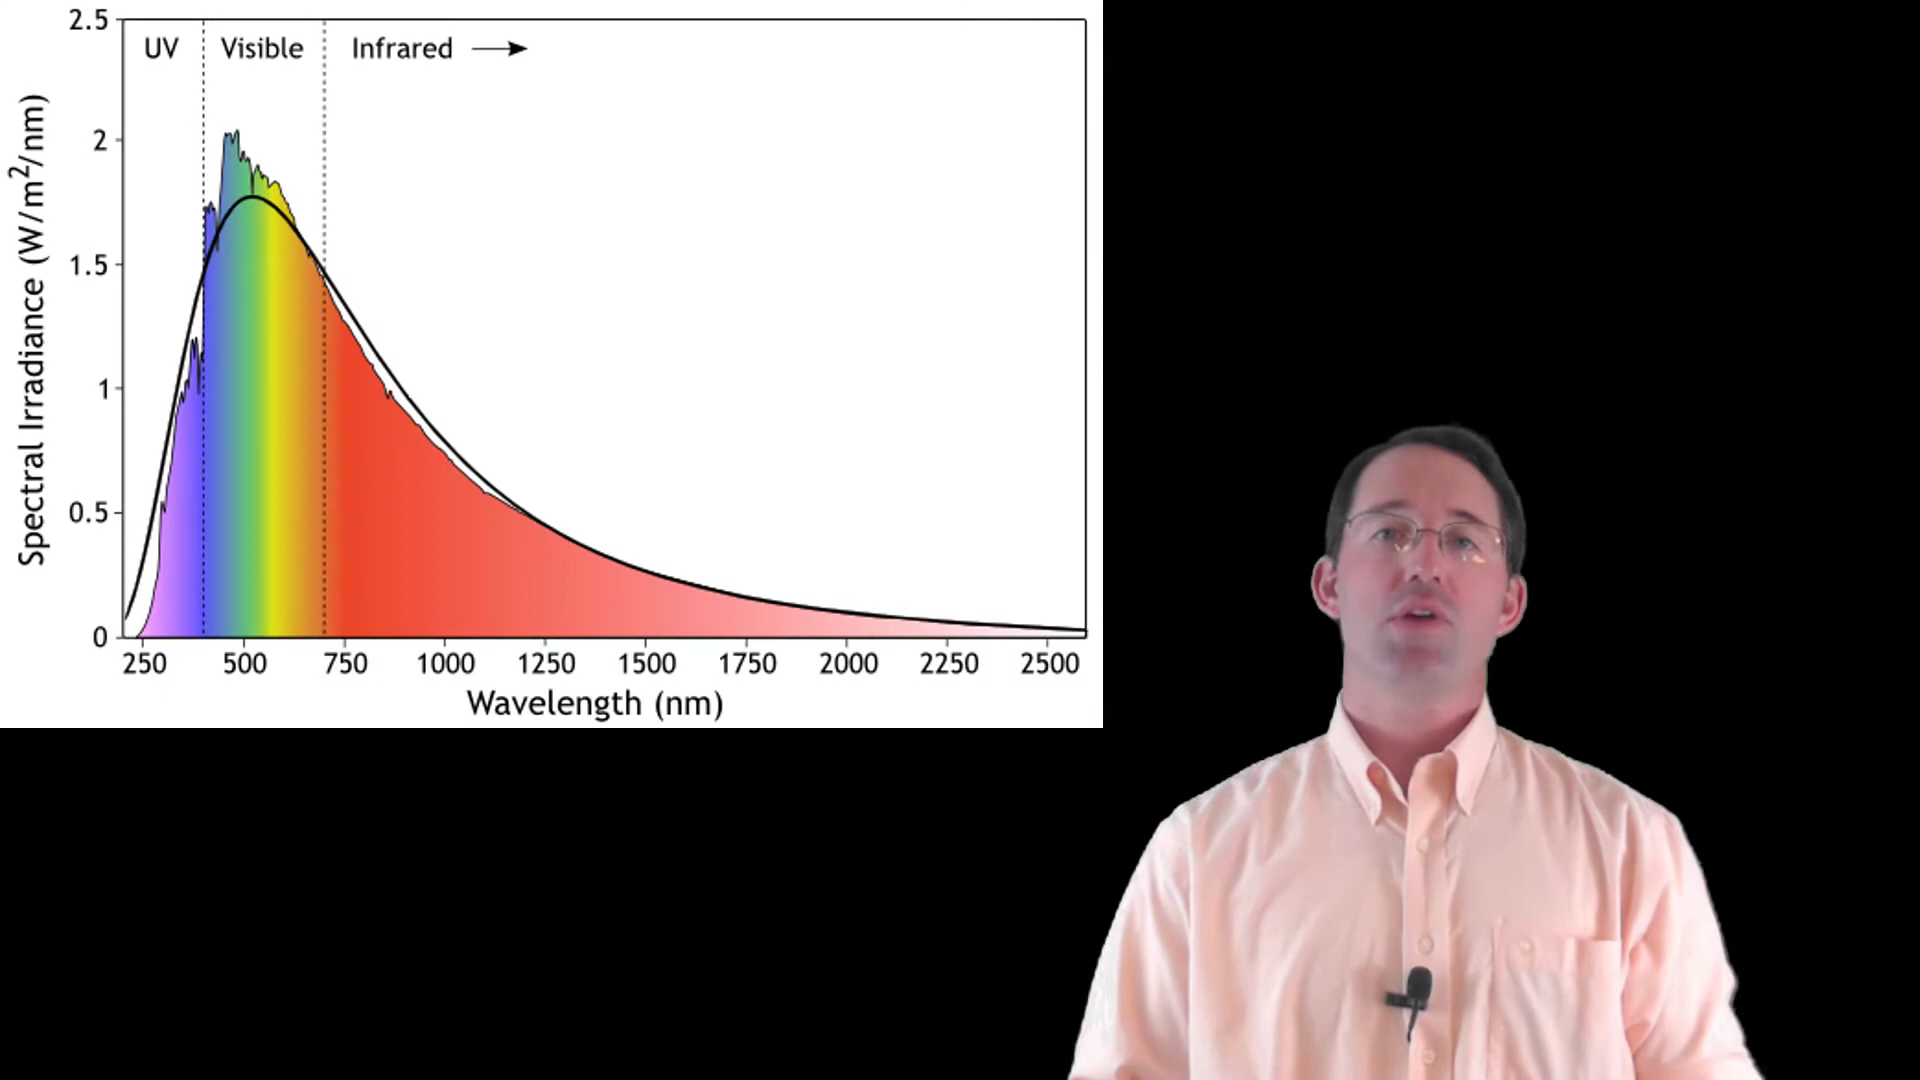 2.5
UV Visible Infrared
2
1.5
1
0.5
0
Spectral Irradiance (W/m²/nm)
250 500 750 1000 1250 1500 1750 2000 2250 2500
Wavelength (nm)